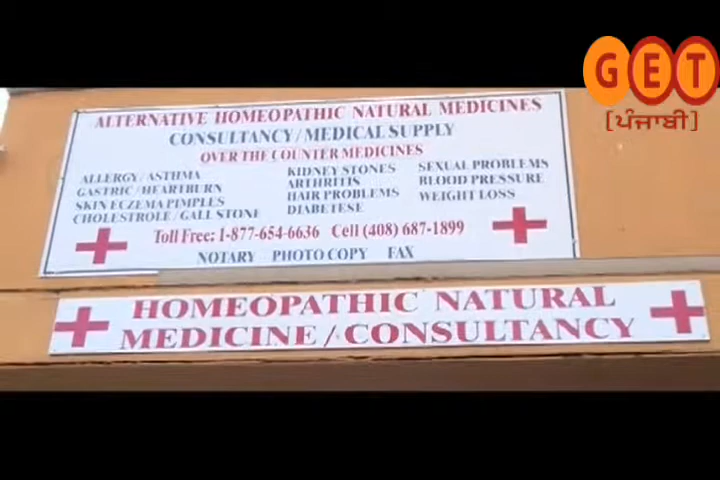 GET
[ਪੰਜਾਬੀ]
ALTERNATIVE HOMEOPATHIC NATURAL MEDICINES
CONSULTANCY/MEDICAL SUPPLY
OVER THE COUNTER MEDICINES
ALLERGY/ASTHMA
GASTRIC/HEARTBURN
SKIN ECZEMA PIMPLES
CHOLESTROLE/GALL STONE
KIDNEY STONES
ARTHRITIS
HAIR PROBLEMS
DIABETESE
SEXUAL PROBLEMS
BLOOD PRESSURE
WEIGHT LOSS
TOLL FREE: 1-877-654-6636 CELL (408) 687-1899
NOTARY PHOTO COPY FAX
HOMEOPATHIC NATURAL
MEDICINE/CONSULTANCY